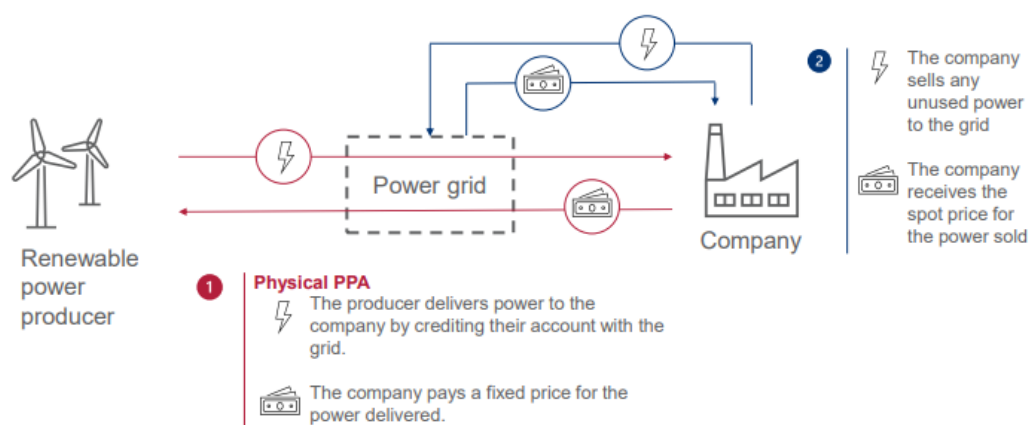 2
The company
sells any
unused power
to the grid
The company
receives the
spot price for
the power sold
Power grid
Company
Renewable
power
producer
1
Physical PPA
The producer delivers power to the
company by crediting their account with the
grid.
The company pays a fixed price for the
power delivered.